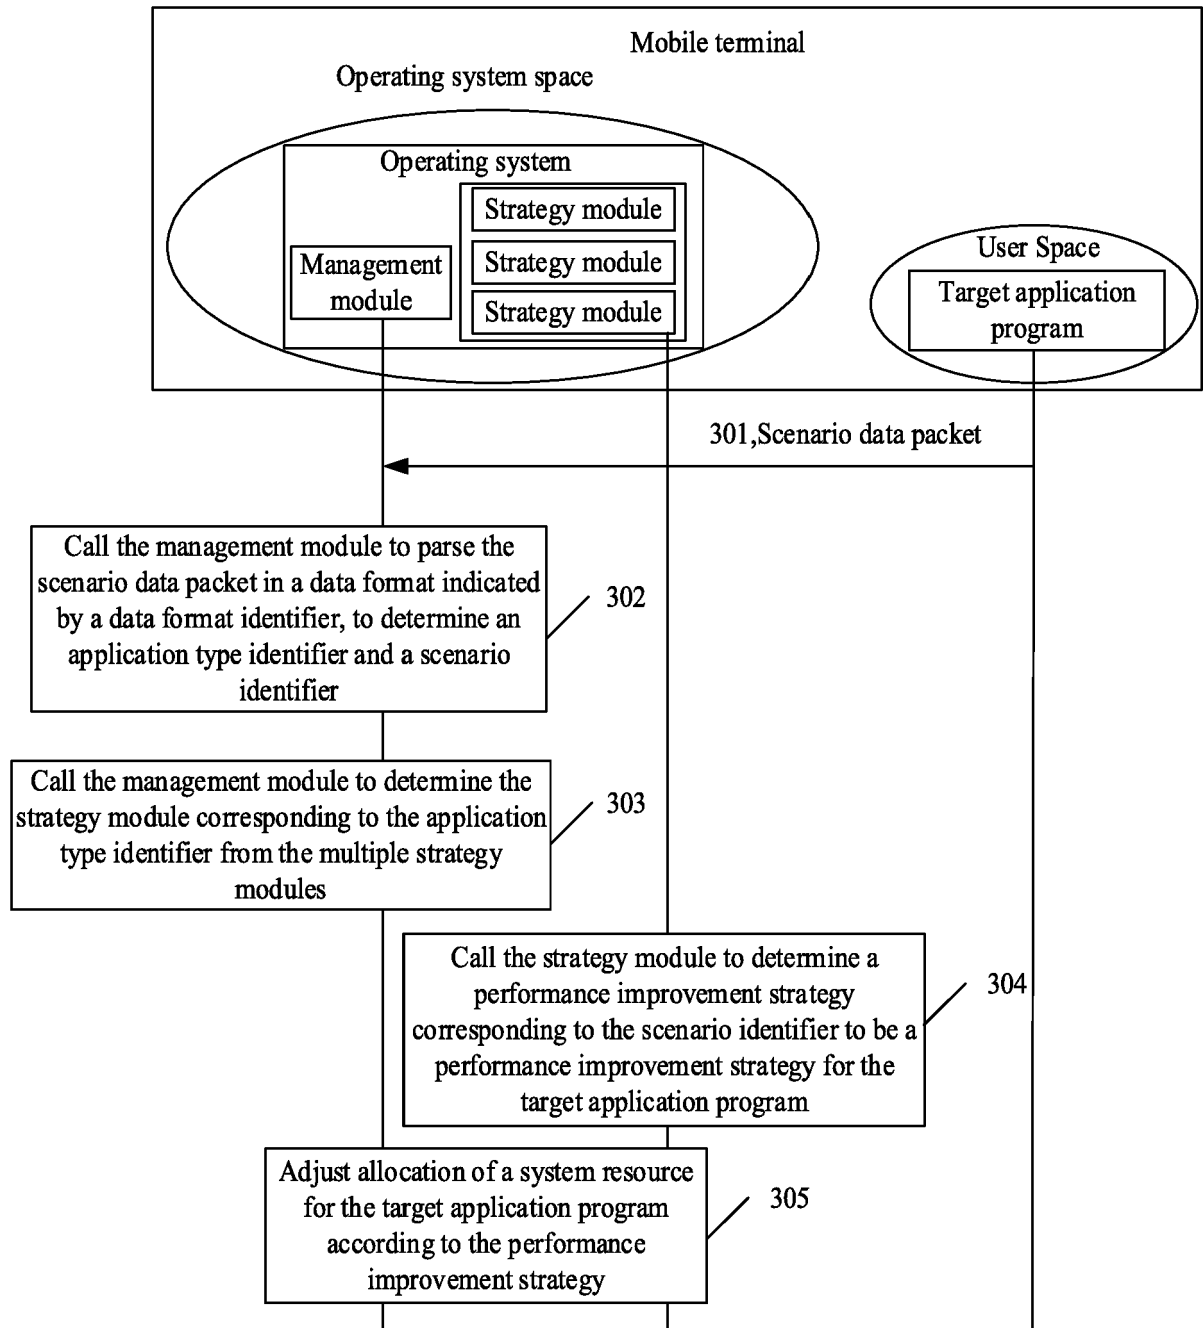 Mobile terminal
Operating system space
Operating system
Strategy module
Strategy module
Strategy module
Management
module
User Space
Target application
program
301,Scenario data packet
Call the management module to parse the
scenario data packet in a data format indicated
by a data format identifier, to determine an
application type identifier and a scenario
identifier
302
Call the management module to determine the
strategy module corresponding to the application
type identifier from the multiple strategy
modules
303
Call the strategy module to determine a
performance improvement strategy
corresponding to the scenario identifier to be a
performance improvement strategy for the
target application program
304
Adjust allocation of a system resource
for the target application program
according to the performance
improvement strategy
305